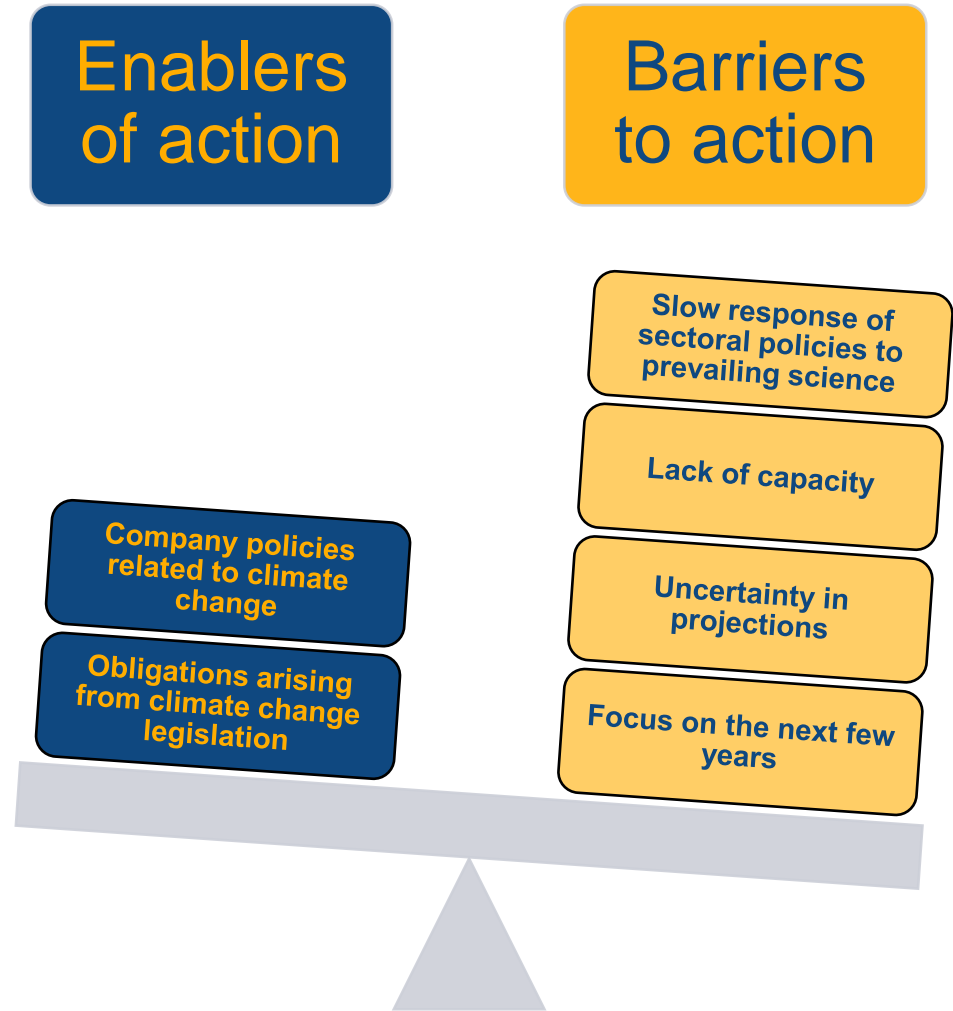 Enablers
of action
Barriers
to action
Company policies
related to climate
change
Obligations arising
from climate change
legislation
Slow response of
sectoral policies to
prevailing science
Lack of capacity
Uncertainty in
projections
Focus on the next few
years